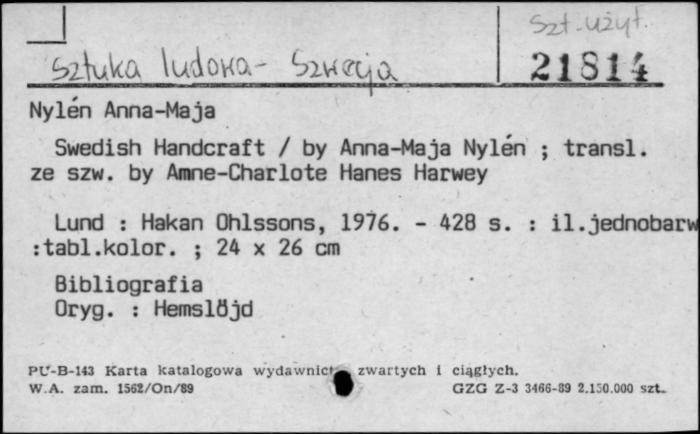 Szt. użyt.
Sztuka ludowa - Szwecja
21814
Nylén Anna-Maja
Swedish Handcraft / by Anna-Maja Nylén ; transl.
ze szw. by Amne-Charlote Hanes Harwey
Lund : Hakan Ohlssons, 1976. - 428 s. : il.jednobarw
:tabl.kolor. ; 24 x 26 cm
Bibliografia
Oryg. : Hemslöjd
PU-B-143 Karta katalogowa wydawnict zwartych i ciągłych.
W.A. zam. 1562/On/89 GZG Z-3 3466-89 2.150.000 szt.